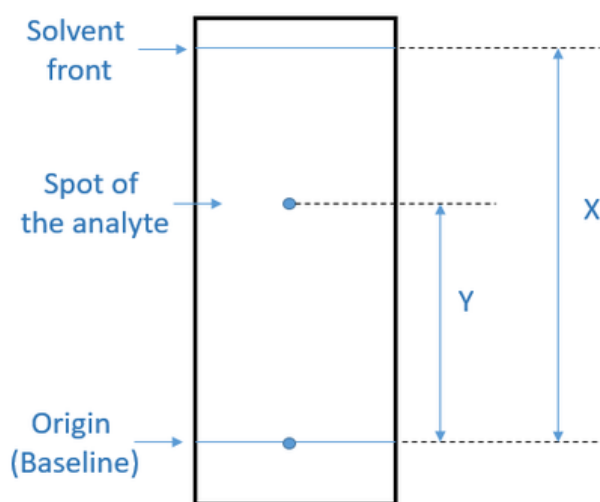 Solvent
front
Spot of
the analyte
X
Y
Origin
(Baseline)